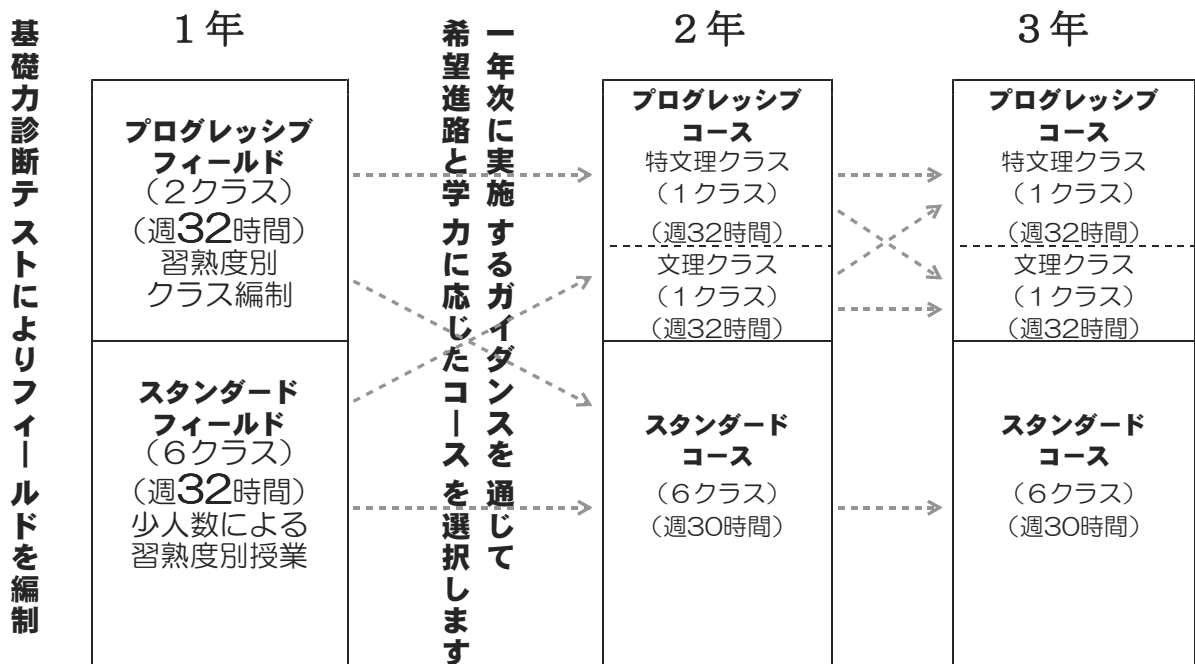 基礎力診断テストによりフィールドを編制
1年
プログレッシブ
フィールド
（2クラス）
（週32時間）
習熟度別
クラス編制
スタンダード
フィールド
（6クラス）
（週32時間）
少人数による
習熟度別授業
一年次に実施するガイダンスを通じて
希望進路と学力に応じたコースを選択します
2年
プログレッシブ
コース
特文理クラス
（1クラス）
（週32時間）
文理クラス
（1クラス）
（週32時間）
スタンダード
コース
（6クラス）
（週30時間）
3年
プログレッシブ
コース
特文理クラス
（1クラス）
（週32時間）
文理クラス
（1クラス）
（週32時間）
スタンダード
コース
（6クラス）
（週30時間）